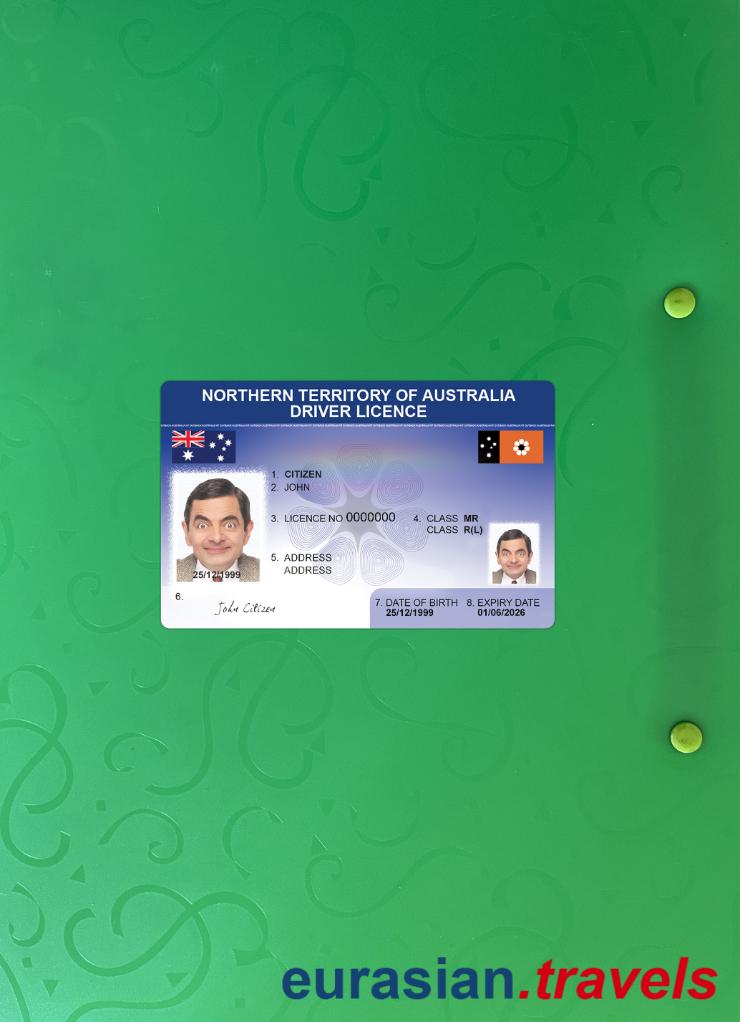 NORTHERN TERRITORY OF AUSTRALIA
DRIVER LICENCE
1. CITIZEN
2. JOHN
3. LICENCE NO 0000000 4. CLASS MR
CLASS R(L)
5. ADDRESS
ADDRESS
25/12/1999
6.
John Citizen
7. DATE OF BIRTH 8. EXPIRY DATE
25/12/1999 01/06/2026
eurasian.travels